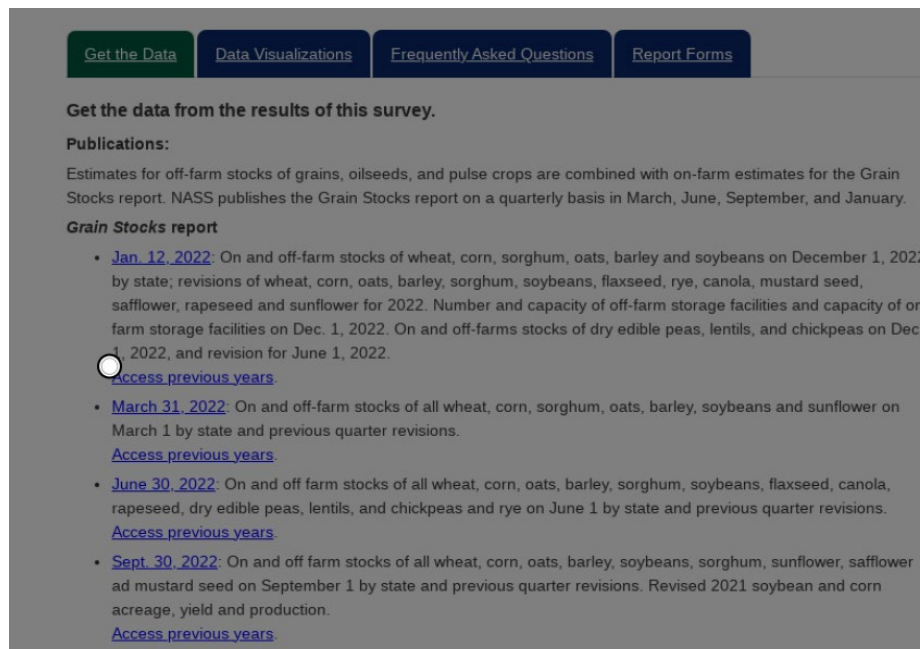 Get the Data Data Visualizations Frequently Asked Questions Report Forms
Get the data from the results of this survey.
Publications:
Estimates for off-farm stocks of grains, oilseeds, and pulse crops are combined with on-farm estimates for the Grain
Stocks report. NASS publishes the Grain Stocks report on a quarterly basis in March, June, September, and January.
Grain Stocks report
• Jan. 12, 2022: On and off-farm stocks of wheat, corn, sorghum, oats, barley and soybeans on December 1, 2022
by state; revisions of wheat, corn, oats, barley, sorghum, soybeans, flaxseed, rye, canola, mustard seed,
safflower, rapeseed and sunflower for 2022. Number and capacity of off-farm storage facilities and capacity of on
farm storage facilities on Dec. 1, 2022. On and off-farms stocks of dry edible peas, lentils, and chickpeas on Dec
1, 2022, and revision for June 1, 2022.
Access previous years.
• March 31, 2022: On and off-farm stocks of all wheat, corn, sorghum, oats, barley, soybeans and sunflower on
March 1 by state and previous quarter revisions.
Access previous years.
• June 30, 2022: On and off farm stocks of all wheat, corn, oats, barley, sorghum, soybeans, flaxseed, canola,
rapeseed, dry edible peas, lentils, and chickpeas and rye on June 1 by state and previous quarter revisions.
Access previous years.
• Sept. 30, 2022: On and off farm stocks of all wheat, corn, oats, barley, soybeans, sorghum, sunflower, safflower
ad mustard seed on September 1 by state and previous quarter revisions. Revised 2021 soybean and corn
acreage, yield and production.
Access previous years.